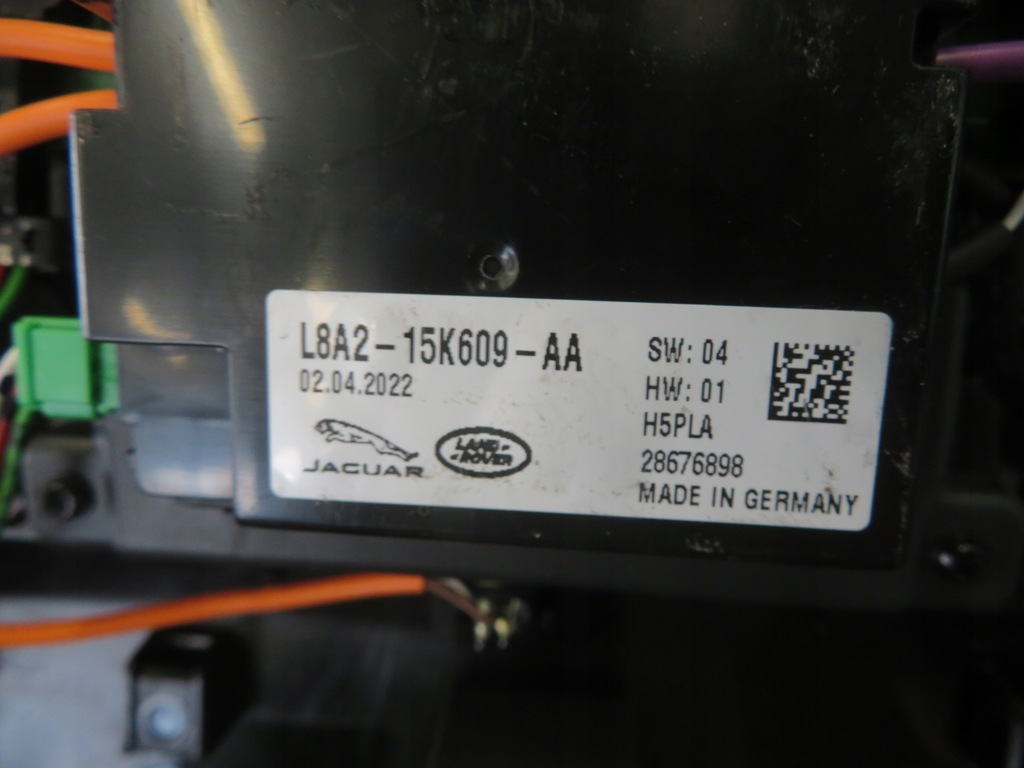 L8A2-15K609-AA
02.04.2022
JAGUAR
LAND
ROVER
SW: 04
HW: 01
H5PLA
28676898
MADE IN GERMANY